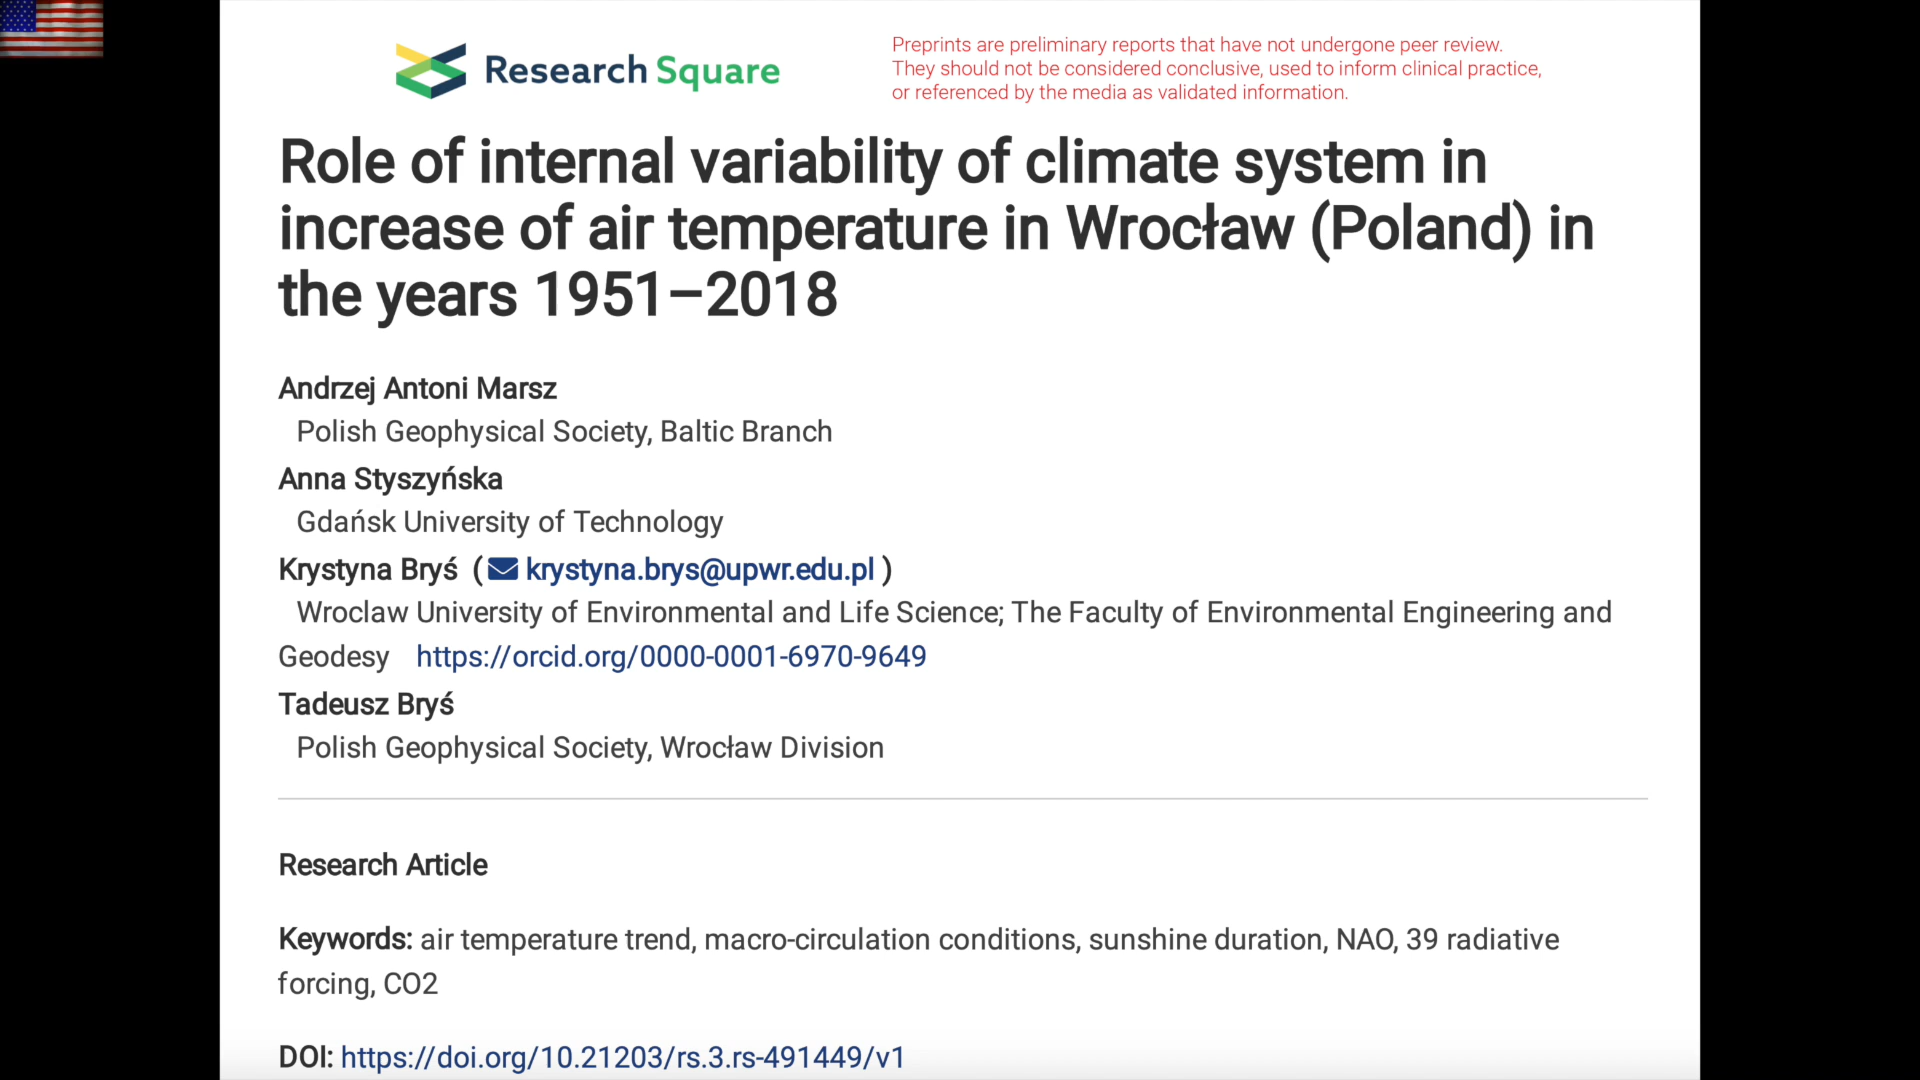 Research Square
Preprints are preliminary reports that have not undergone peer review.
They should not be considered conclusive, used to inform clinical practice,
or referenced by the media as validated information.
Role of internal variability of climate system in
increase of air temperature in Wrocław (Poland) in
the years 1951–2018
Andrzej Antoni Marsz
Polish Geophysical Society, Baltic Branch
Anna Styszyńska
Gdańsk University of Technology
Krystyna Bryś ( krystyna.brys@upwr.edu.pl )
Wroclaw University of Environmental and Life Science; The Faculty of Environmental Engineering and
Geodesy https://orcid.org/0000-0001-6970-9649
Tadeusz Bryś
Polish Geophysical Society, Wrocław Division
Research Article
Keywords: air temperature trend, macro-circulation conditions, sunshine duration, NAO, 39 radiative
forcing, CO2
DOI: https://doi.org/10.21203/rs.3.rs-491449/v1